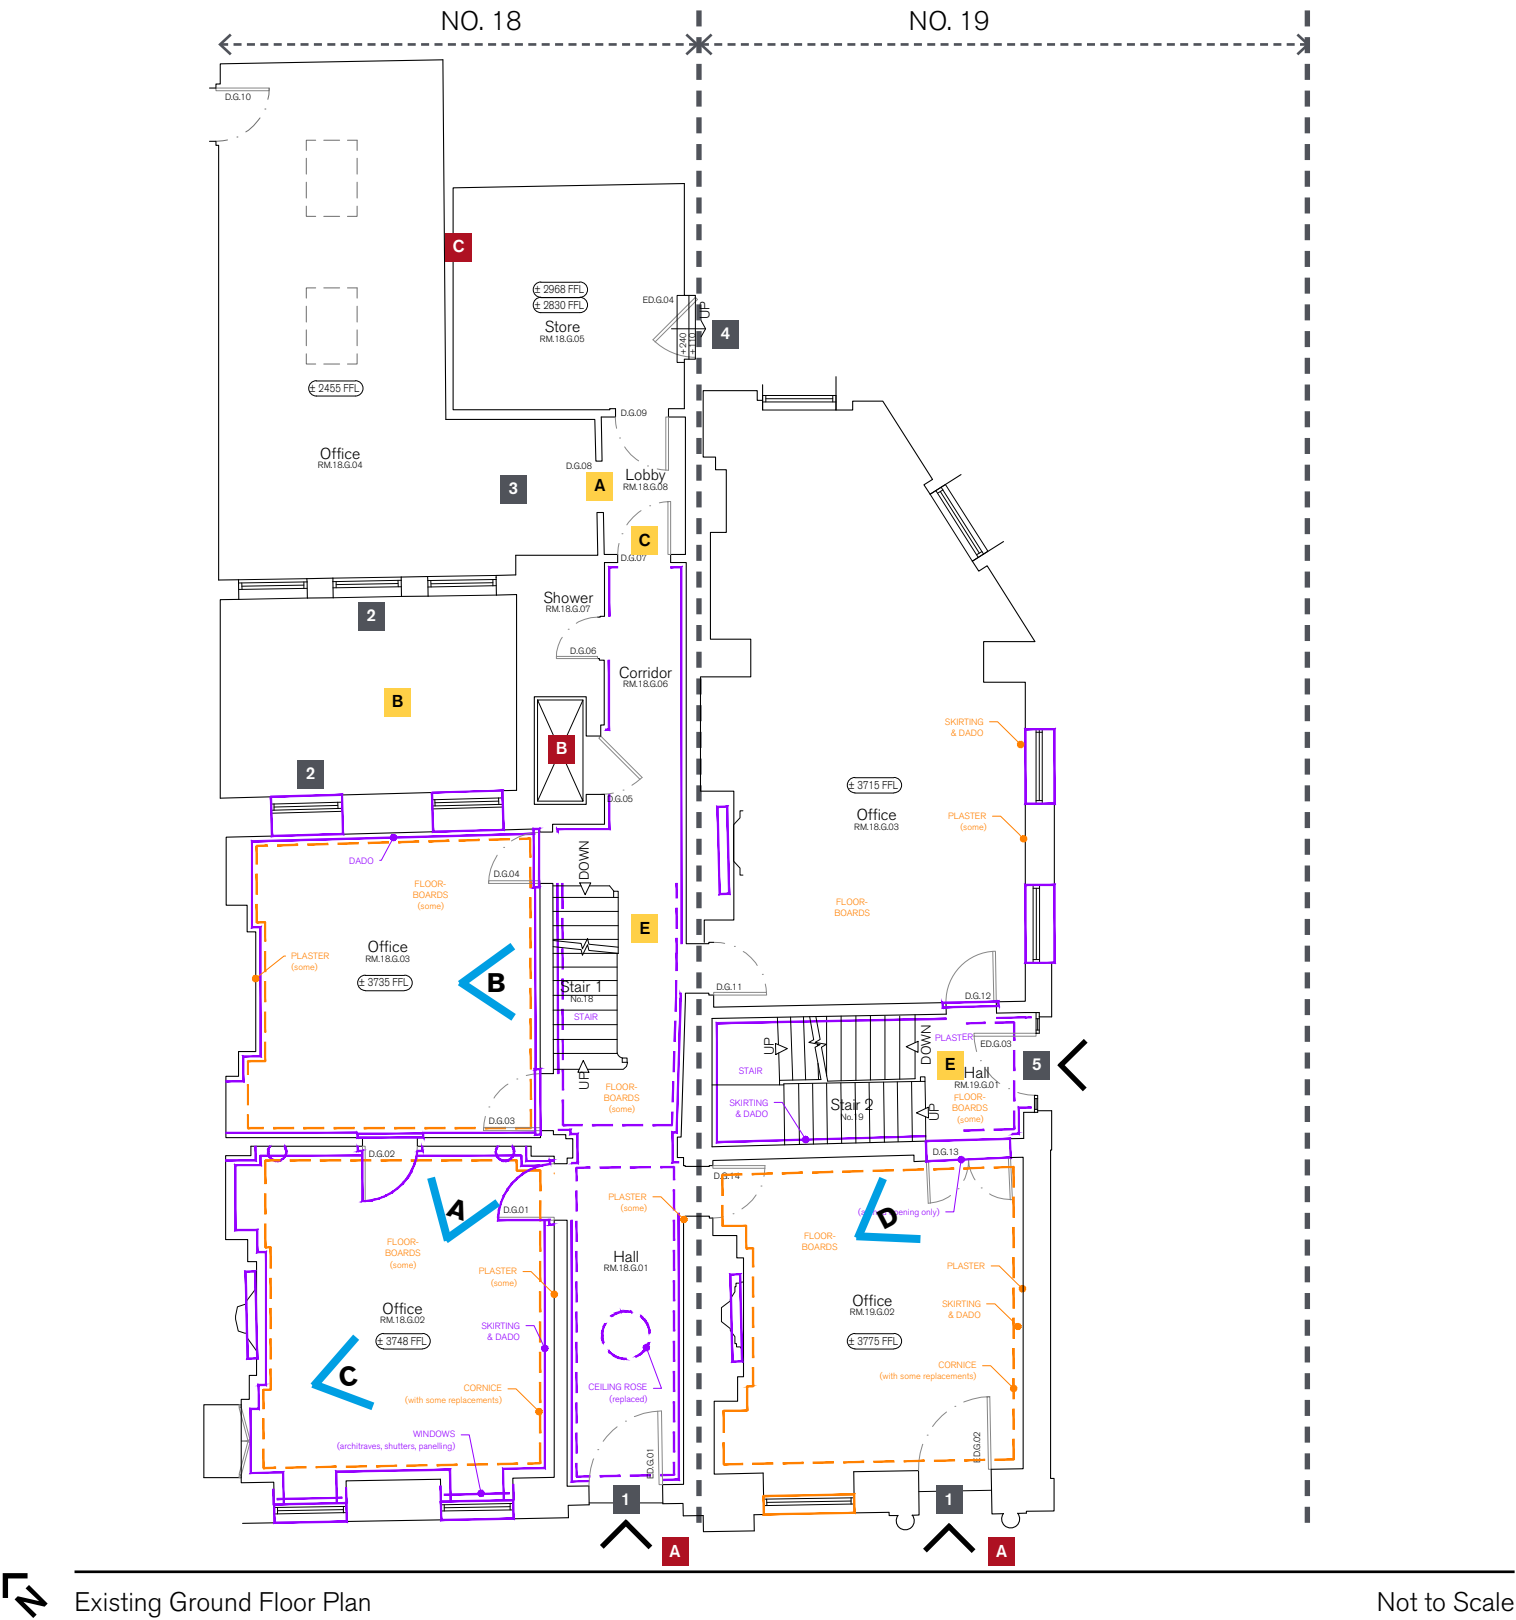 NO. 18
NO. 19
D.G.10
C
± 2968 FFL
± 2830 FFL
Store
RM.18.G.05
ED.G.04
UP
+240
+110
4
± 2455 FFL
Office
RM.18.G.04
D.G.09
D.G.08
Lobby
RM.18.G.08
3
A
C
D.G.07
Shower
RM.18.G.07
2
D.G.06
Corridor
RM.18.G.06
B
B
2
D.G.05
SKIRTING
& DADO
± 3715 FFL
Office
RM.18.G.03
PLASTER
(some)
FLOOR-
BOARDS
DADO
DOWN
D.G.04
FLOOR-
BOARDS
(some)
E
Office
RM.18.G.03
± 3735 FFL
PLASTER
(some)
B
Stair 1
No.18
STAIR
UP
FLOOR-
BOARDS
(some)
D.G.03
D.G.11
D.G.12
UP
DOWN
PLASTER
ED.G.03
E
5
Hall
RM.19.G.01
STAIR
FLOOR-
BOARDS
(some)
SKIRTING
& DADO
Stair 2
No.19
UP
D.G.02
D.G.13
D.G.14
D.G.01
A
PLASTER
(some)
D
opening only)
FLOOR-
BOARDS
(some)
FLOOR-
BOARDS
Hall
RM.18.G.01
PLASTER
(some)
PLASTER
Office
RM.18.G.02
± 3748 FFL
SKIRTING
& DADO
Office
RM.19.G.02
± 3775 FFL
SKIRTING
& DADO
C
CORNICE
(with some replacements)
CEILING ROSE
(replaced)
CORNICE
(with some replacements)
WINDOWS
(architraves, shutters, panelling)
ED.G.01
ED.G.02
1
1
A
A
N
Existing Ground Floor Plan
Not to Scale